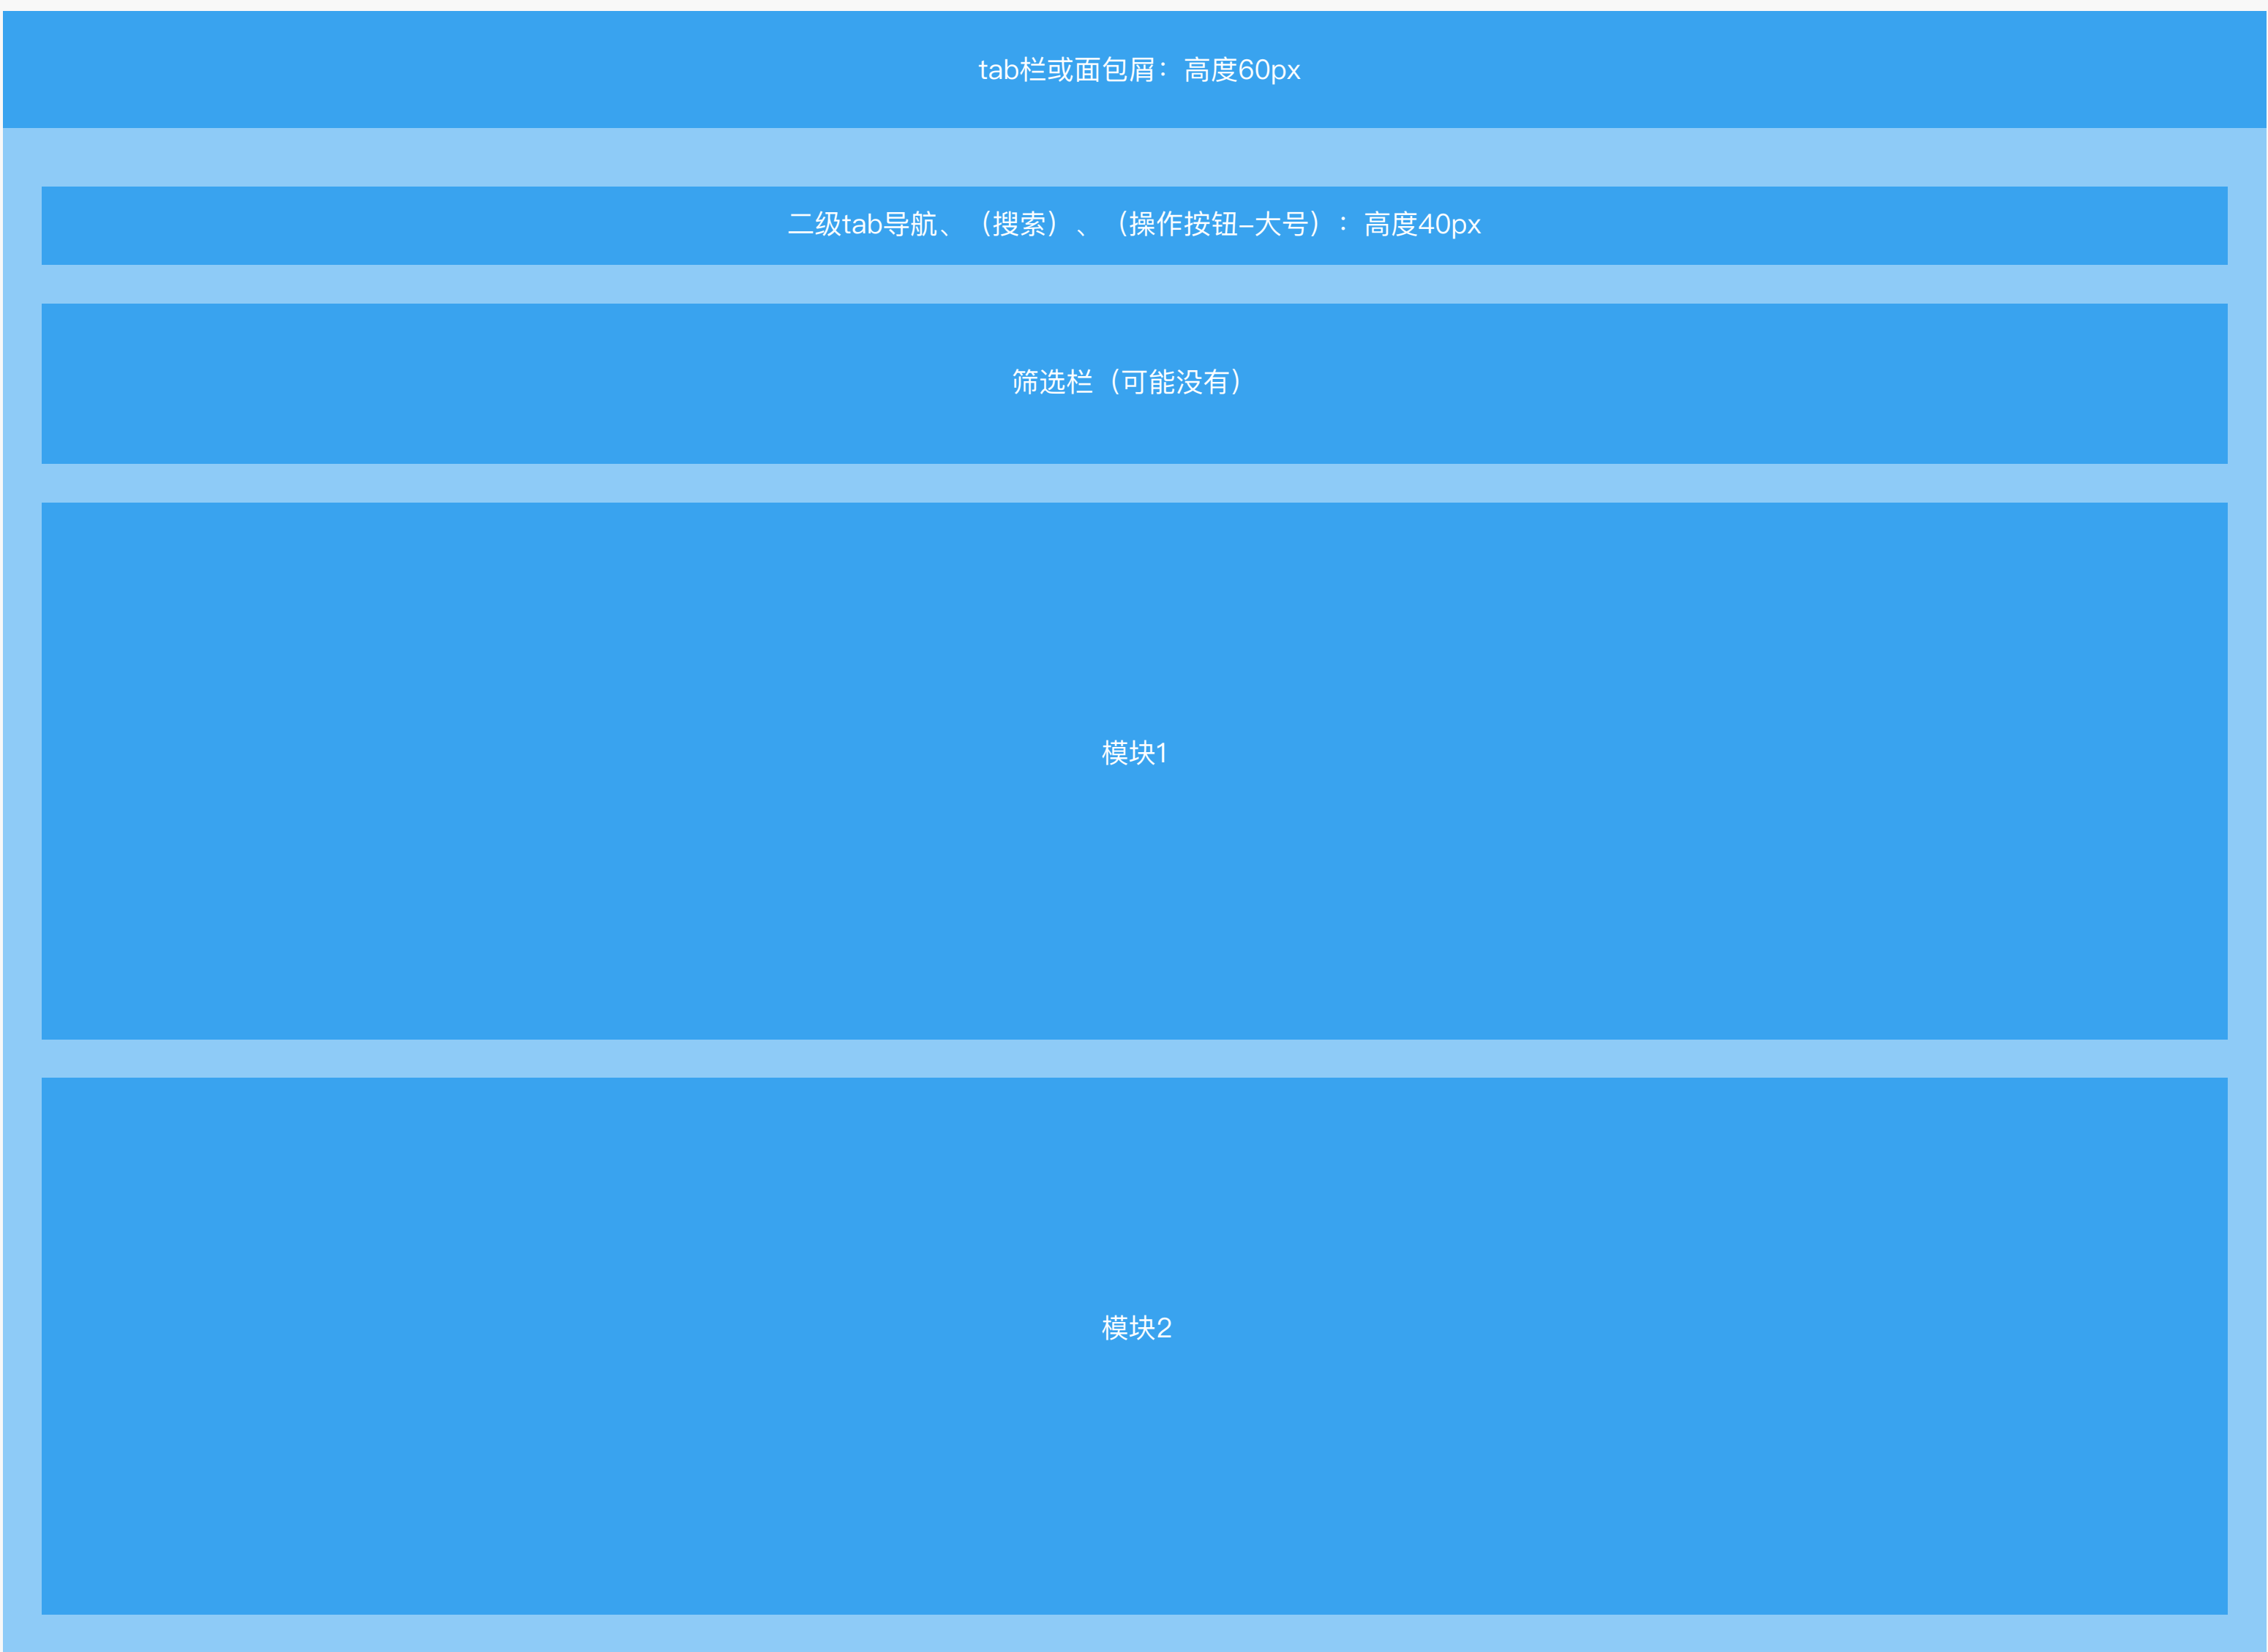 tab栏或面包屑：高度60px
二级tab导航、（搜索）、（操作按钮-大号）：高度40px
筛选栏（可能没有）
模块1
模块2